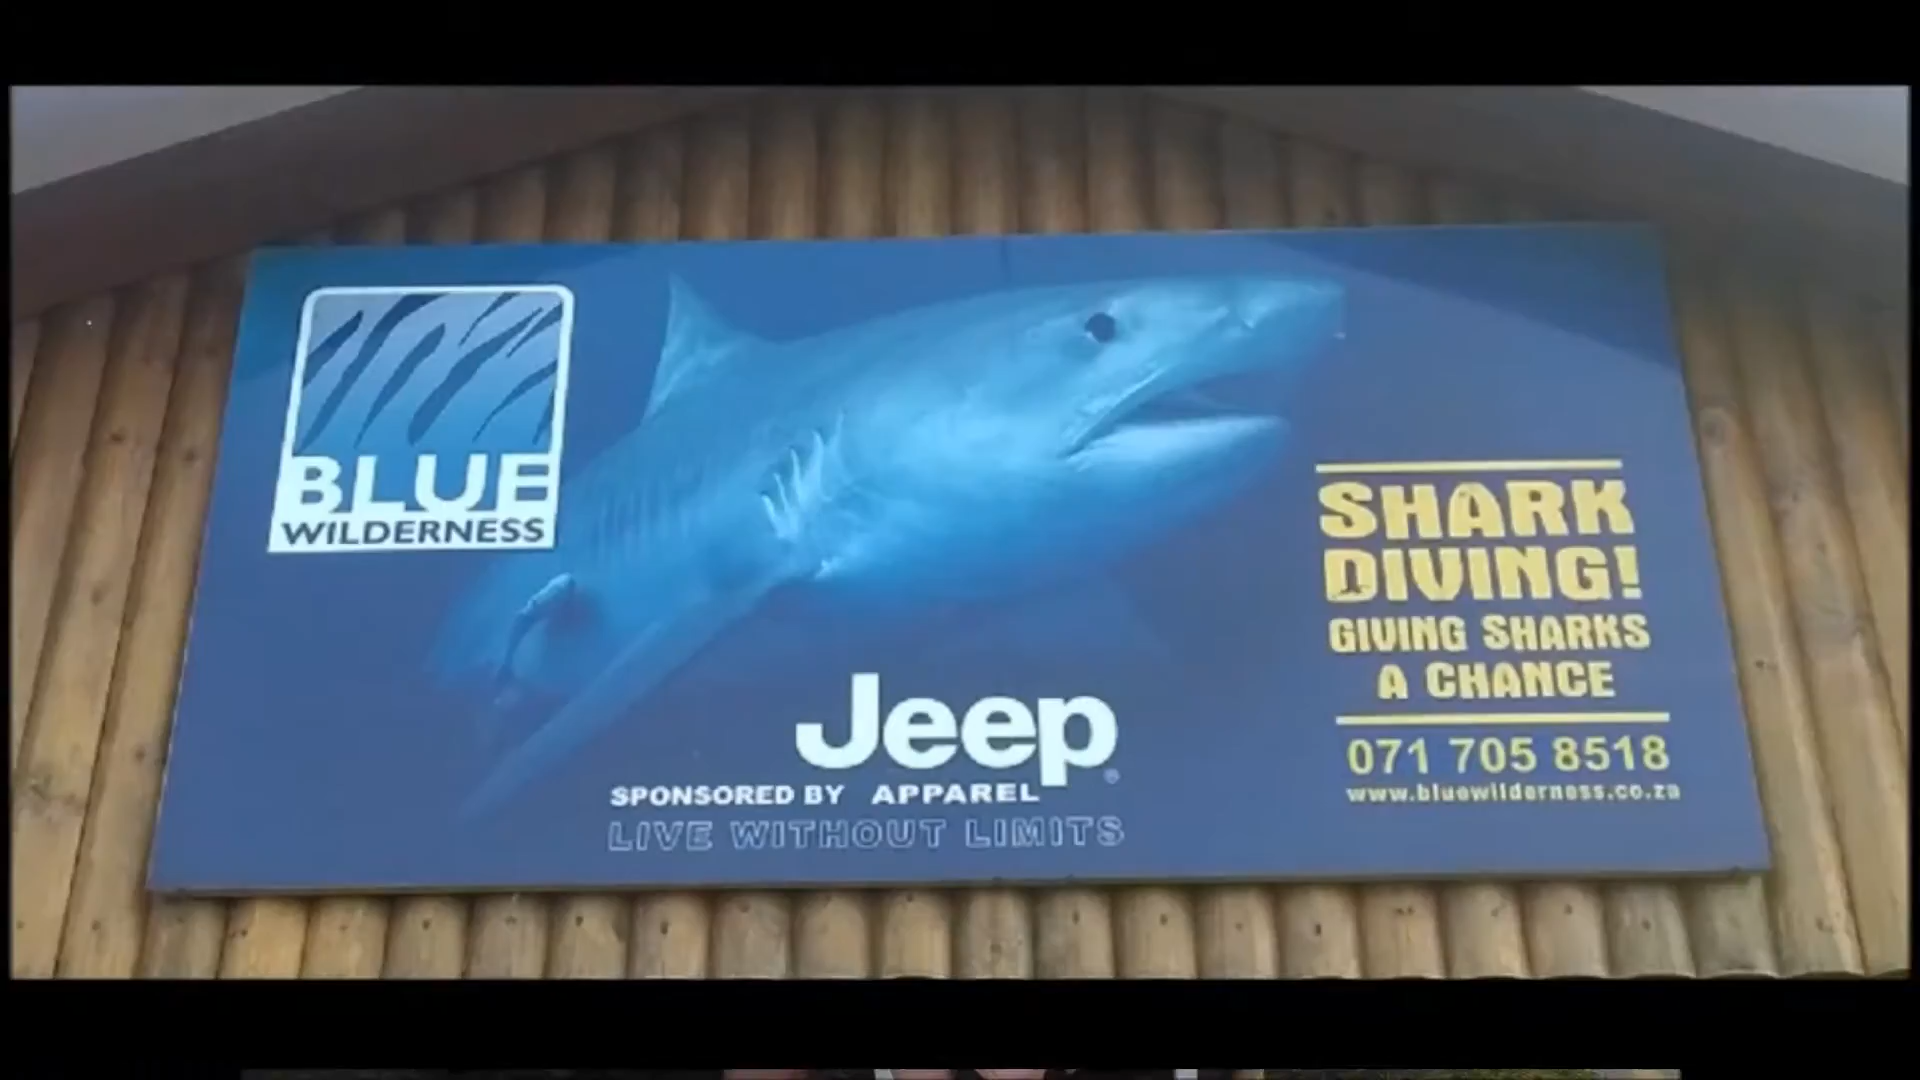 BLUE
WILDERNESS
SHARK
DIVING!
GIVING SHARKS
A CHANCE
071 705 8518
www.bluewilderness.co.za
Jeep®
SPONSORED BY APPAREL
LIVE WITHOUT LIMITS